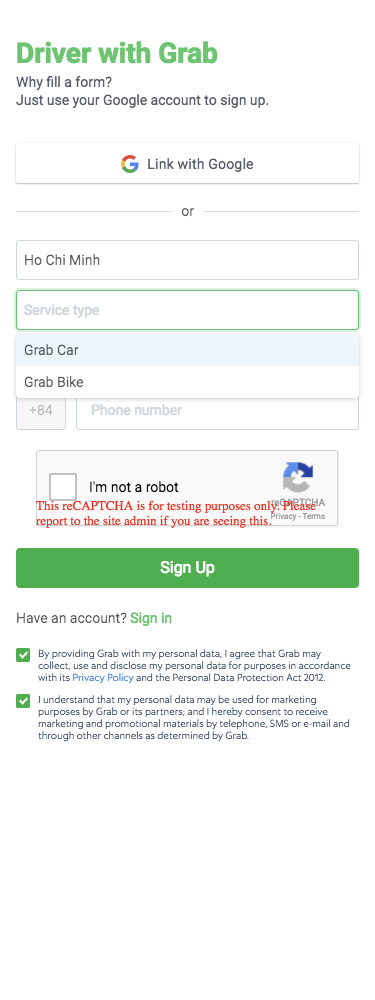 Driver with Grab
Why fill a form?
Just use your Google account to sign up.
Link with Google
or
Ho Chi Minh
Service type
Grab Car
Grab Bike
+84
Phone number
I'm not a robot
reCAPTCHA
Privacy - Terms
This reCAPTCHA is for testing purposes only. Please
report to the site admin if you are seeing this.
Sign Up
Have an account? Sign in
By providing Grab with my personal data, I agree that Grab may
collect, use and disclose my personal data for purposes in accordance
with its Privacy Policy and the Personal Data Protection Act 2012.
I understand that my personal data may be used for marketing
purposes by Grab or its partners; and I hereby consent to receive
marketing and promotional materials by telephone, SMS or e-mail and
through other channels as determined by Grab.